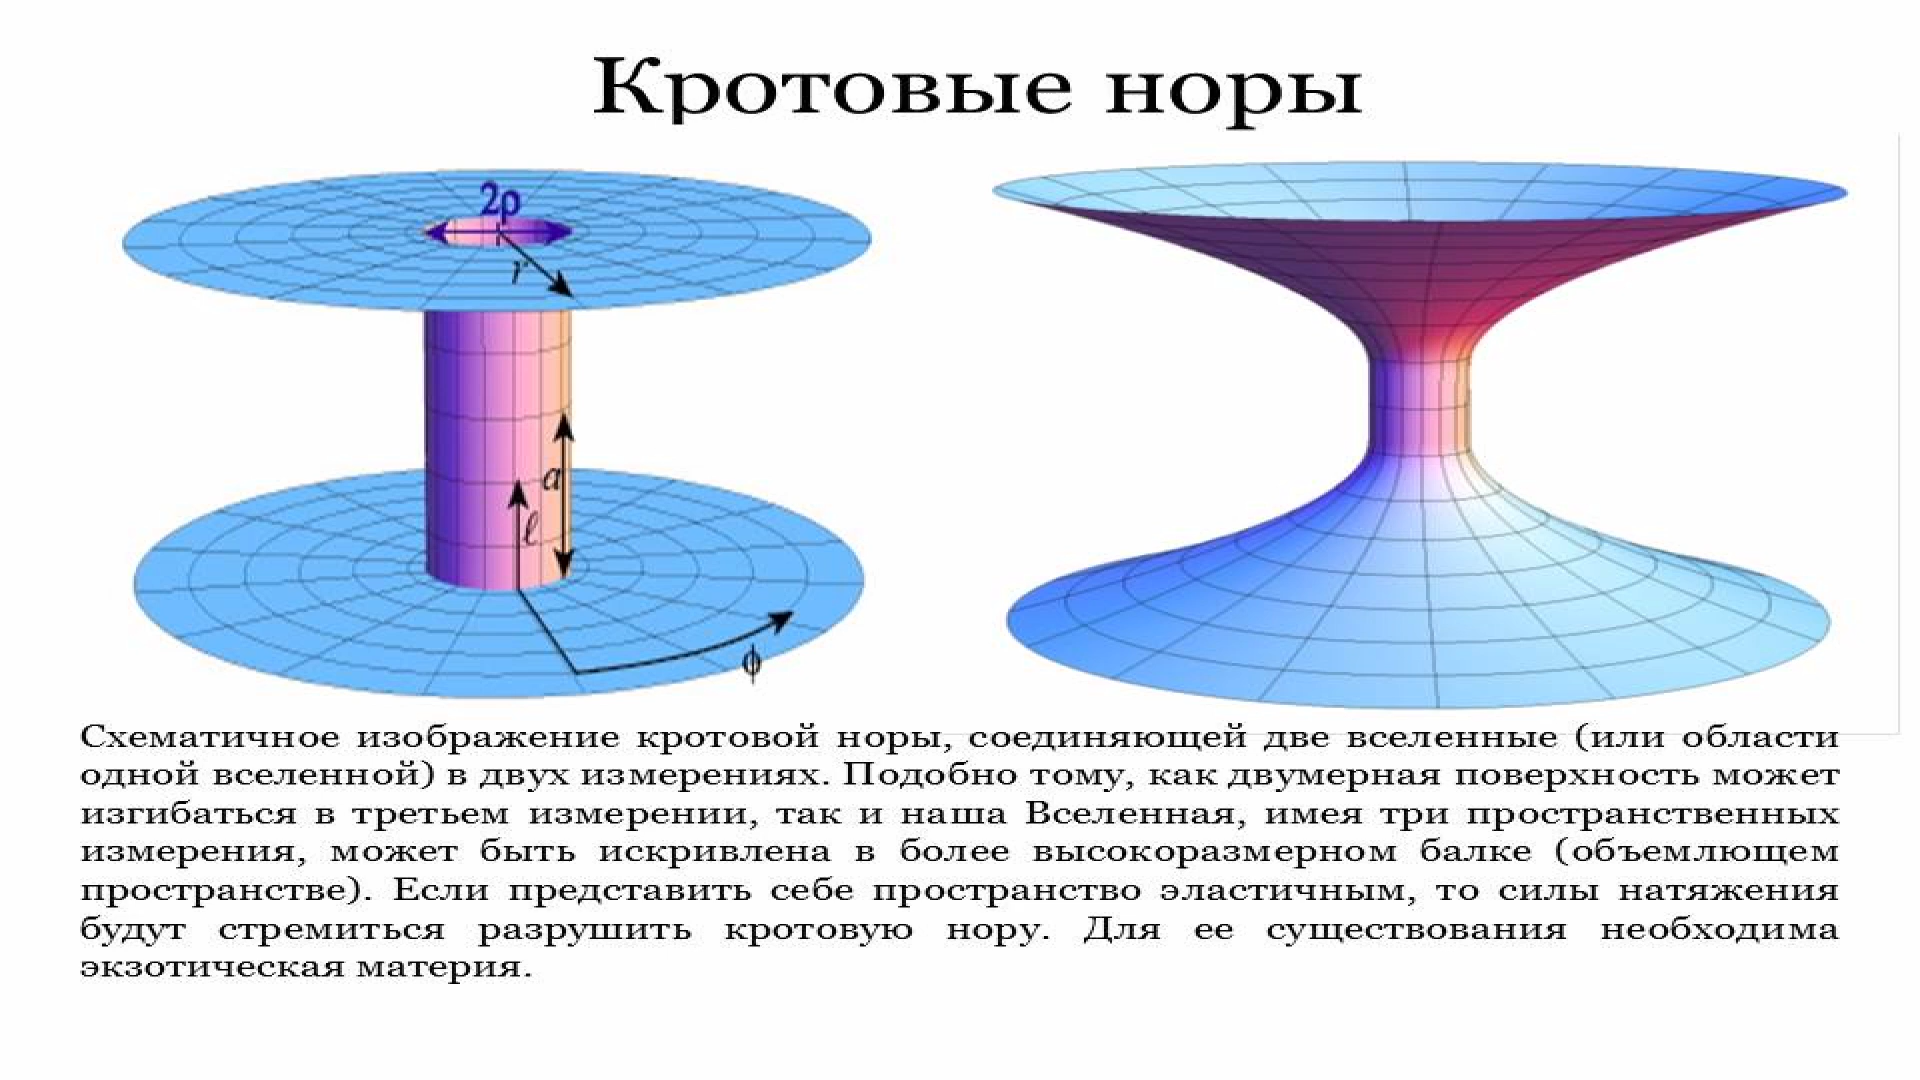 Кротовые норы
2ρ
r
a
ℓ
ϕ
Схематичное изображение кротовой норы, соединяющей две вселенные (или области
одной вселенной) в двух измерениях. Подобно тому, как двумерная поверхность может
изгибаться в третьем измерении, так и наша Вселенная, имея три пространственных
измерения, может быть искривлена в более высокоразмерном балке (объемлющем
пространстве). Если представить себе пространство эластичным, то силы натяжения
будут стремиться разрушить кротовую нору. Для ее существования необходима
экзотическая материя.